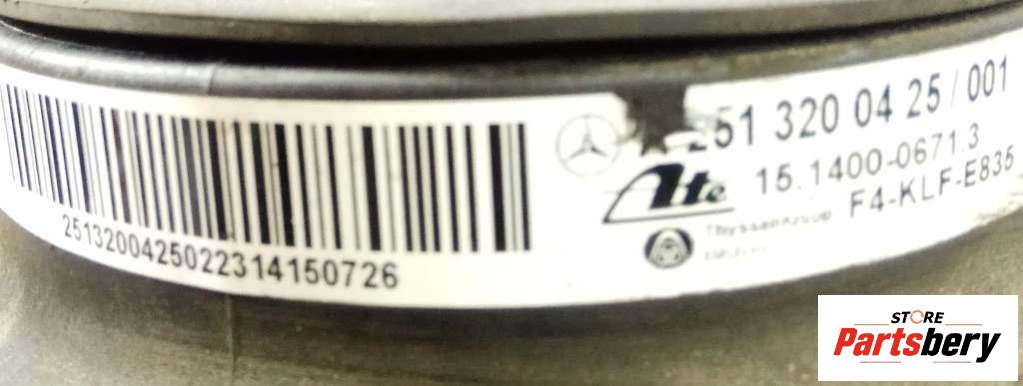 251 320 04 25/001
Ate 15.1400-0671.3
ThyssenKrupp F4-KLF-E835
2513200425022314150726
STORE
Partsbery